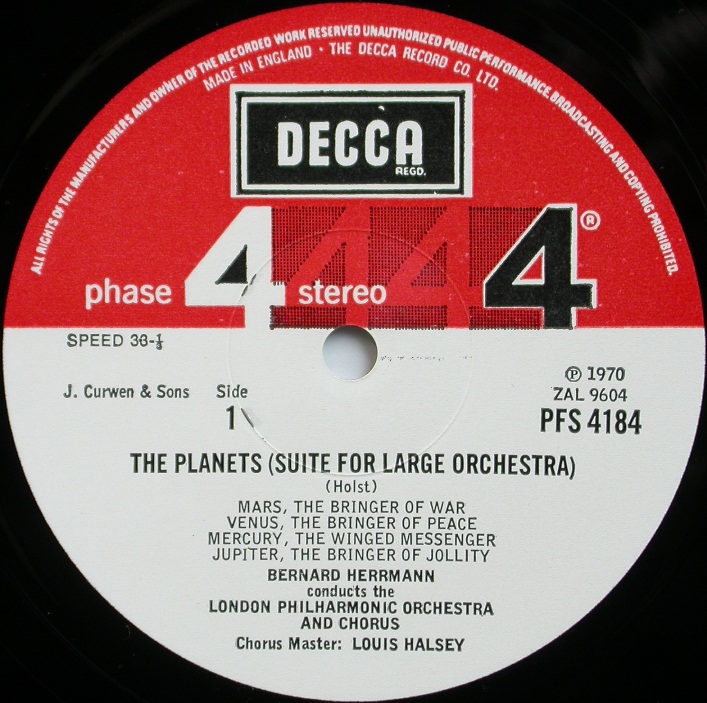 ALL RIGHTS OF THE MANUFACTURERS AND OWNER OF THE RECORDED WORK RESERVED UNAUTHORIZED PUBLIC PERFORMANCE, BROADCASTING AND COPYING PROHIBITED.
MADE IN ENGLAND · THE DECCA RECORD CO. LTD.
DECCA
REGD.
phase 4 stereo 4 4 4®
SPEED 33-⅓
J. Curwen & Sons Side
1
℗ 1970
ZAL 9604
PFS 4184
THE PLANETS (SUITE FOR LARGE ORCHESTRA)
(Holst)
MARS, THE BRINGER OF WAR
VENUS, THE BRINGER OF PEACE
MERCURY, THE WINGED MESSENGER
JUPITER, THE BRINGER OF JOLLITY
BERNARD HERRMANN
conducts the
LONDON PHILHARMONIC ORCHESTRA
AND CHORUS
Chorus Master: LOUIS HALSEY